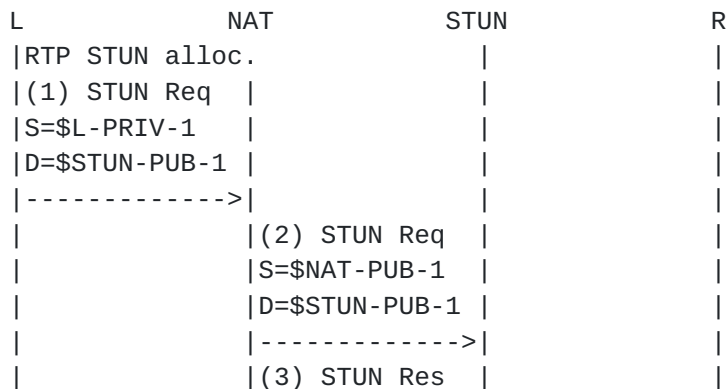 L             NAT           STUN             R
|RTP STUN alloc.              |              |
|(1) STUN Req  |              |              |
|S=$L-PRIV-1   |              |              |
|D=$STUN-PUB-1 |              |              |
|------------->|              |              |
|              |(2) STUN Req  |              |
|              |S=$NAT-PUB-1  |              |
|              |D=$STUN-PUB-1 |              |
|              |------------->|              |
|              |(3) STUN Res  |              |